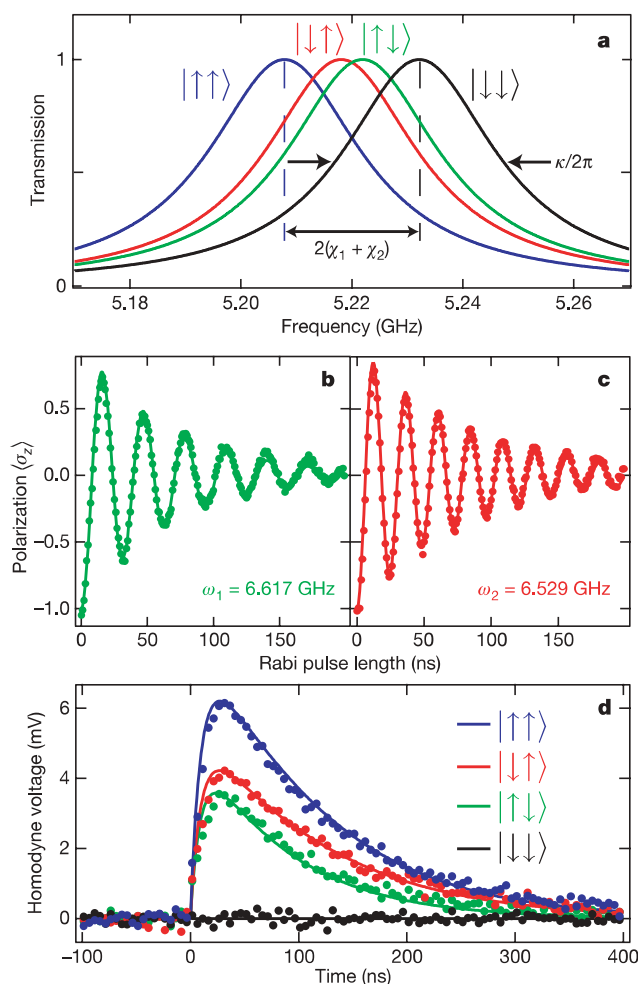 a
|↑↑⟩
|↓↑⟩
|↑↓⟩
|↓↓⟩
1
0
Transmission
κ/2π
2(χ₁ + χ₂)
5.18
5.20
5.22
5.24
5.26
Frequency (GHz)
b
c
0.5
0.0
−0.5
−1.0
Polarization ⟨σz⟩
ω₁ = 6.617 GHz
ω₂ = 6.529 GHz
0
50
100
150
0
50
100
150
Rabi pulse length (ns)
d
6
4
2
0
Homodyne voltage (mV)
|↑↑⟩
|↓↑⟩
|↑↓⟩
|↓↓⟩
−100
0
100
200
300
400
Time (ns)